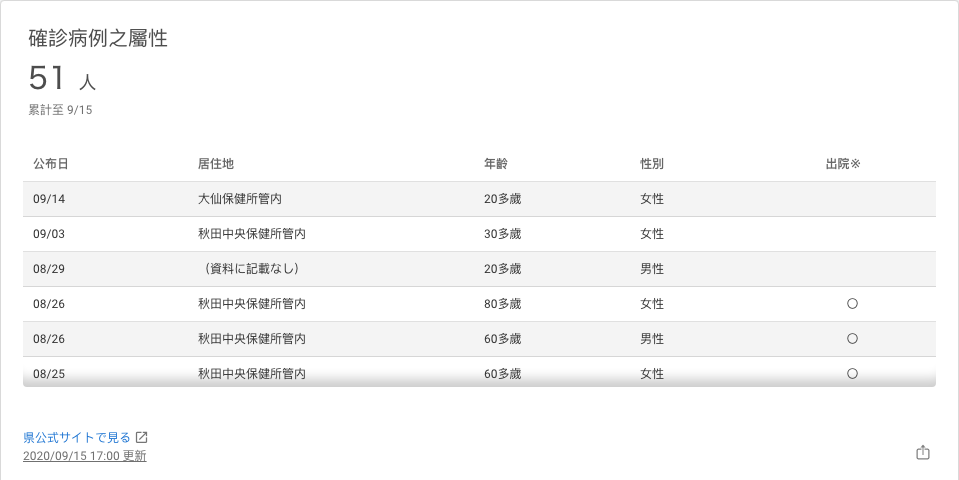 確診病例之屬性
51 人
累計至 9/15
公布日 居住地 年齡 性別 出院※
09/14 大仙保健所管内 20多歲 女性
09/03 秋田中央保健所管内 30多歲 女性
08/29 （資料に記載なし） 20多歲 男性
08/26 秋田中央保健所管内 80多歲 女性 ○
08/26 秋田中央保健所管内 60多歲 男性 ○
08/25 秋田中央保健所管内 60多歲 女性 ○
県公式サイトで見る
2020/09/15 17:00 更新